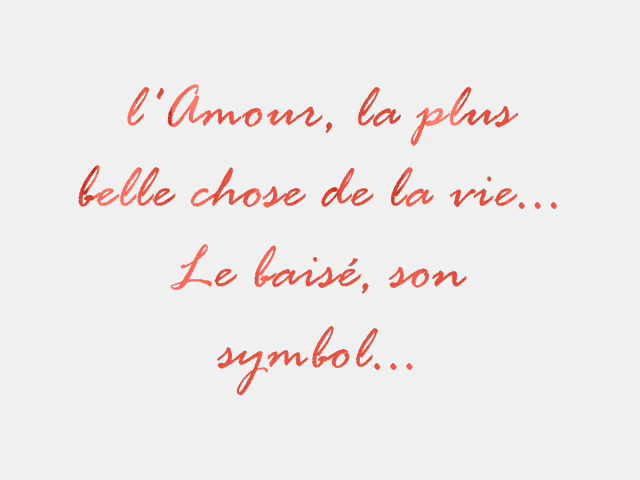 l'Amour, la plus
belle chose de la vie...
Le baisé, son
symbol...